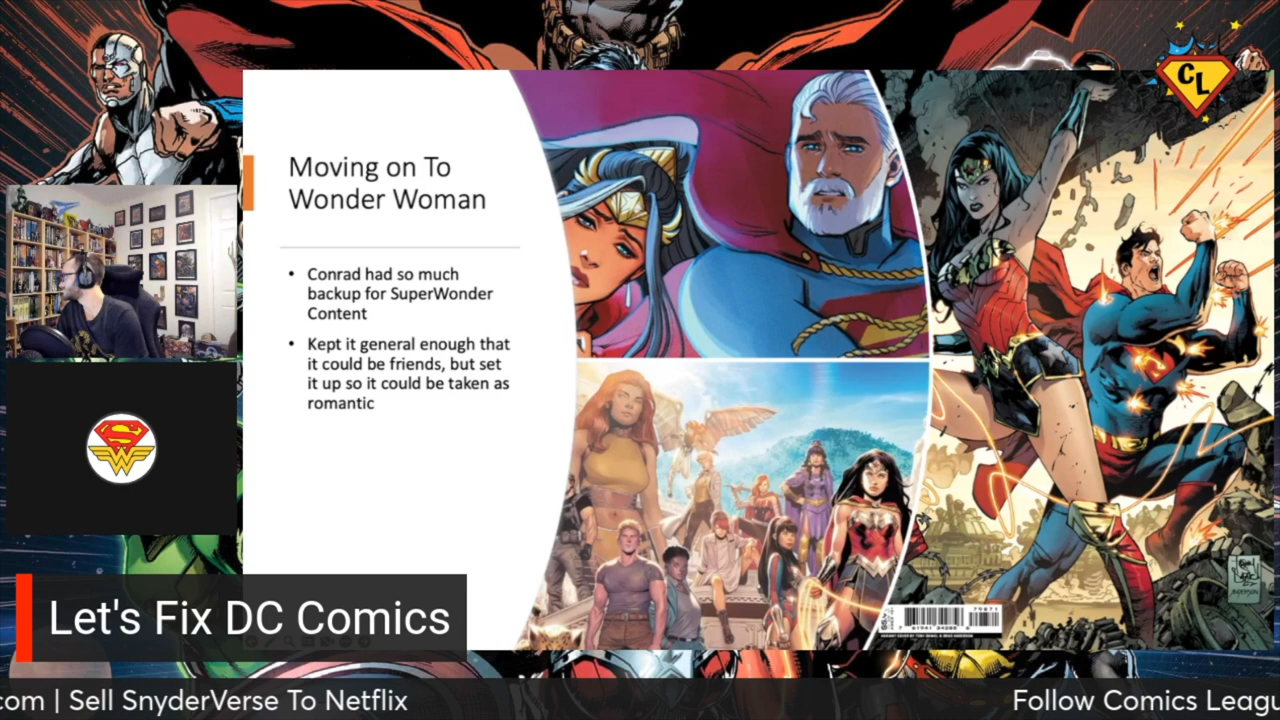 CL
Moving on To
Wonder Woman
• Conrad had so much
backup for SuperWonder
Content
• Kept it general enough that
it could be friends, but set
it up so it could be taken as
romantic
Let's Fix DC Comics
com | Sell SnyderVerse To Netflix
Follow Comics Leagu